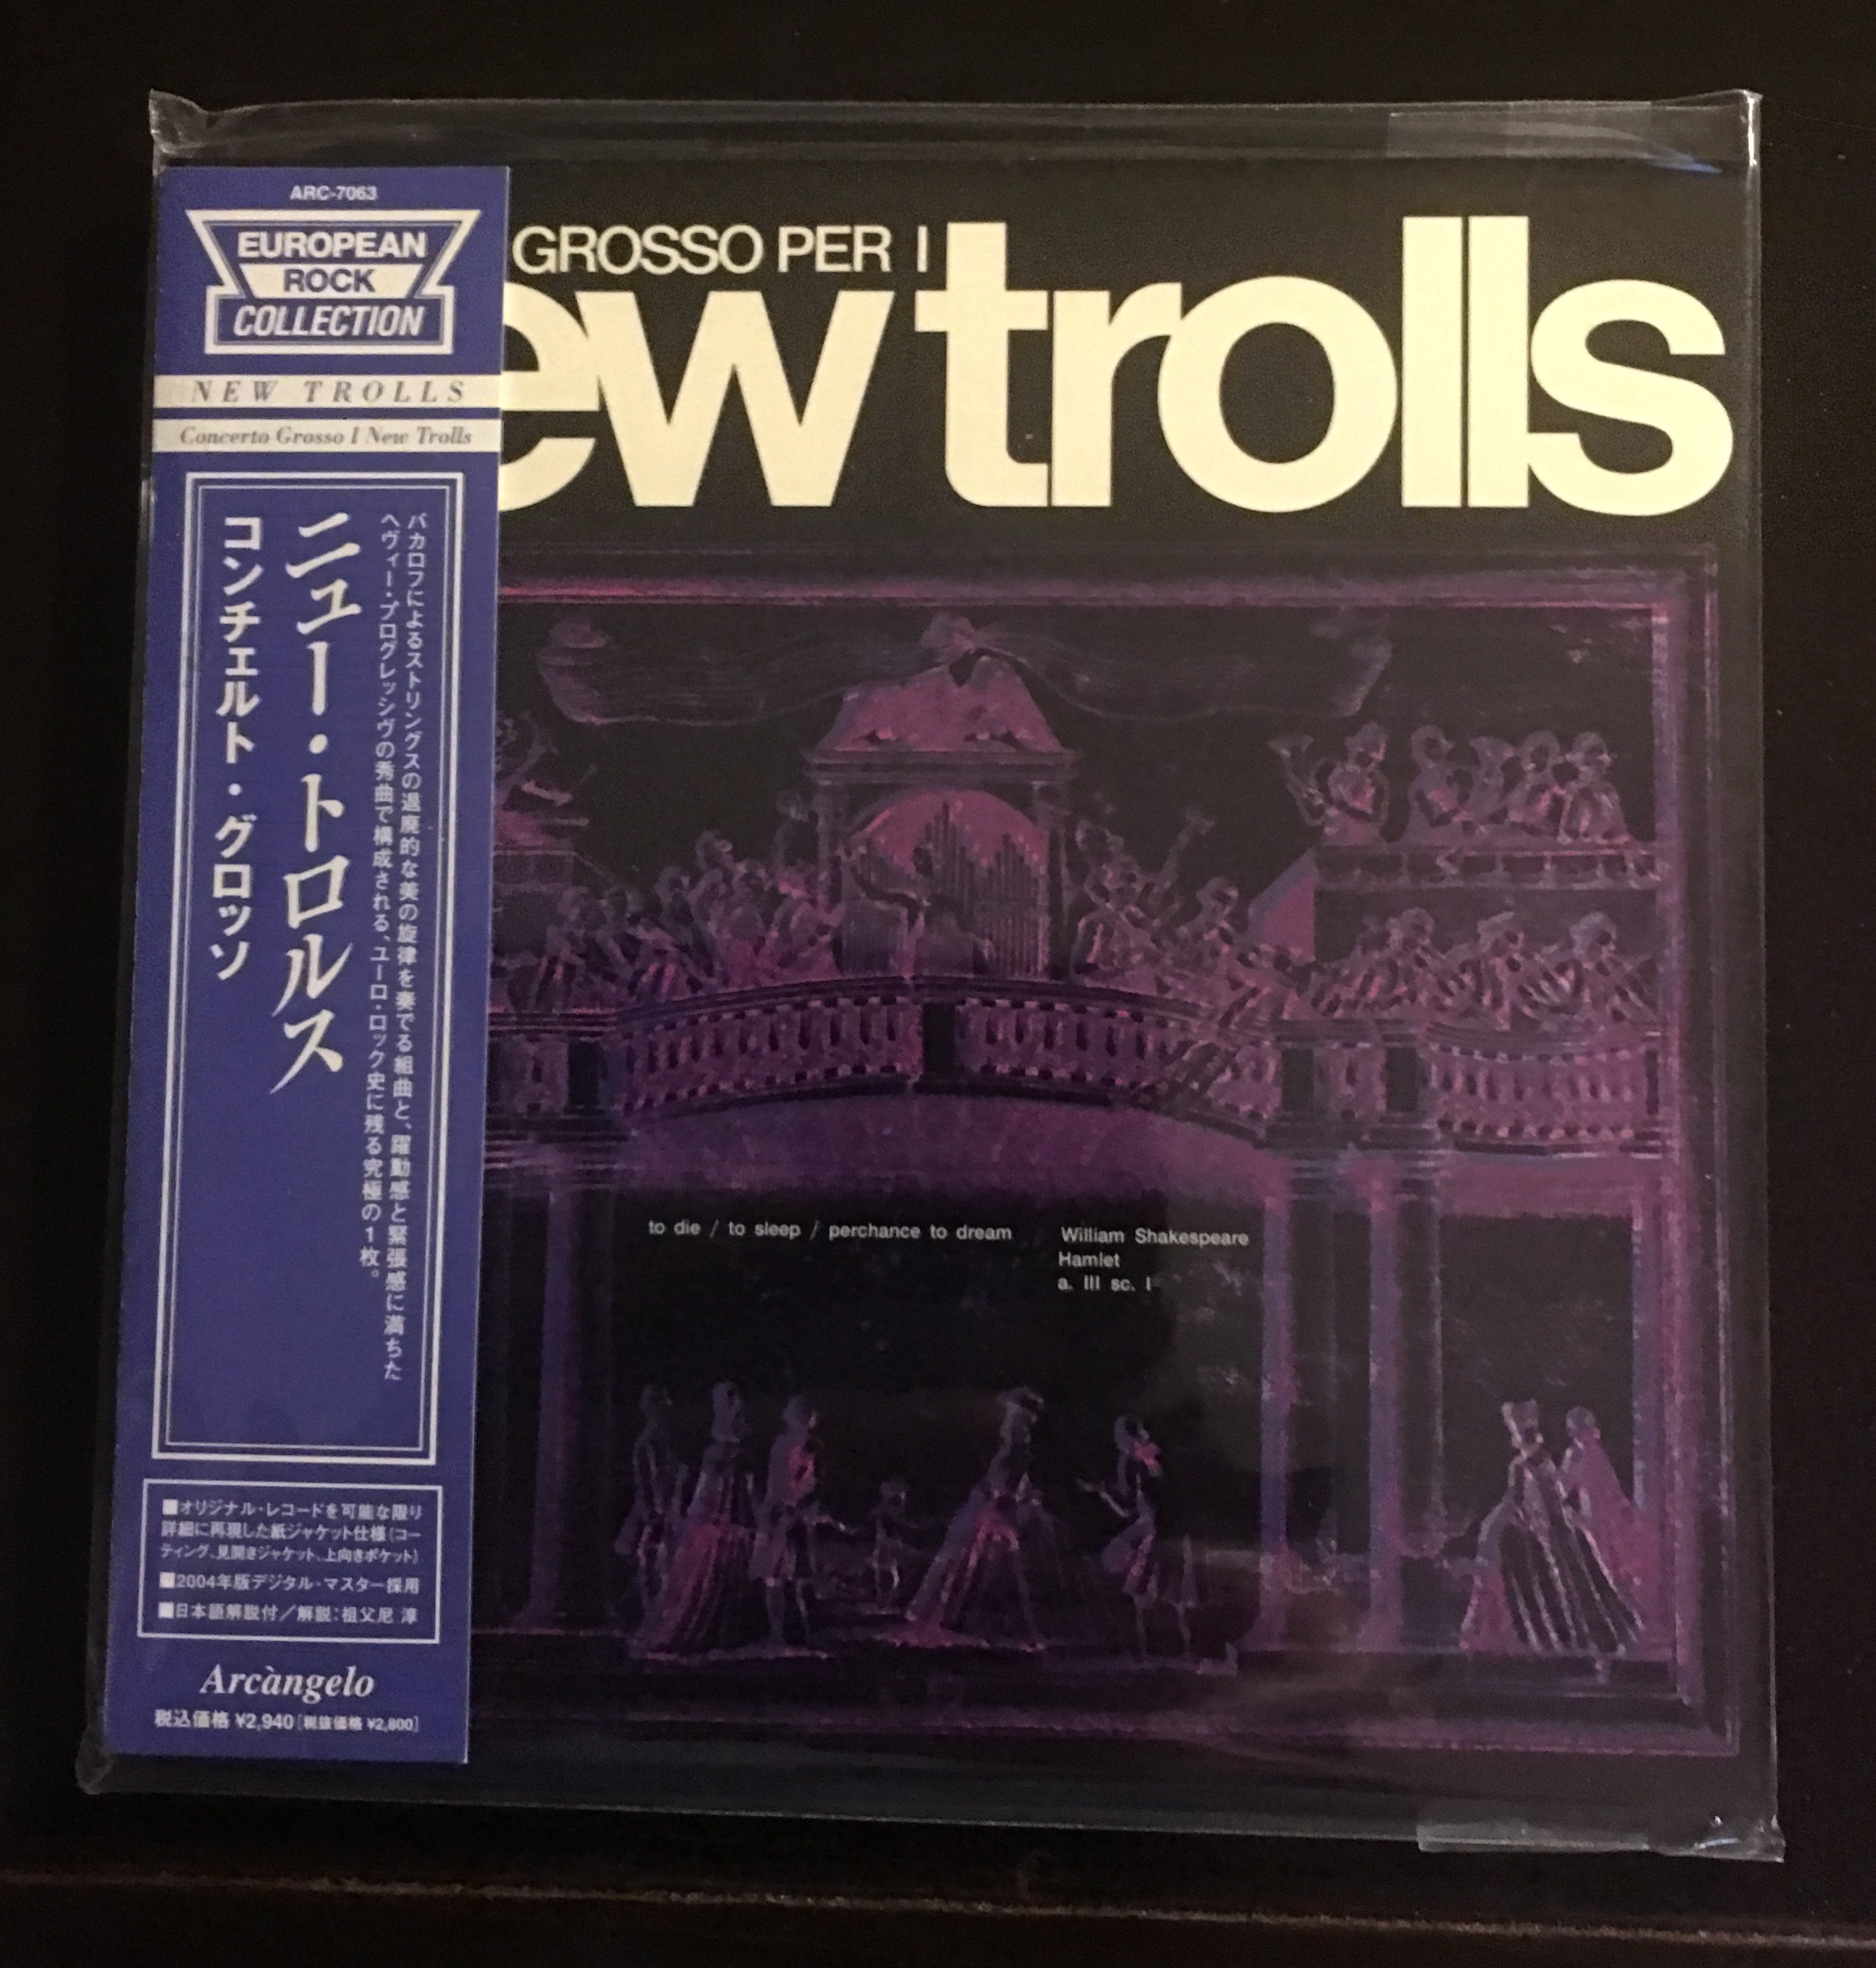 ARC-7063
EUROPEAN
ROCK
COLLECTION
NEW TROLLS
Concerto Grosso I New Trolls
バカロフによるストリングスの退廃的な美の旋律を奏でる組曲と、躍動感と緊張感に満ちた
ヘヴィー・プログレッシヴの秀曲で構成される、ユーロ・ロック史に残る究極の1枚。
ニュー・トロルス
コンチェルト・グロッソ
■オリジナル・レコードを可能な限り
詳細に再現した紙ジャケット仕様(コー
ティング、見開きジャケット、上向きポケット)
■2004年版デジタル・マスター採用
■日本語解説付/解説:祖父尼 淳
Arcàngelo
税込価格 ¥2,940[税抜価格 ¥2,800]
GROSSO PER I
ew trolls
to die / to sleep / perchance to dream
William Shakespeare
Hamlet
a. III sc. I